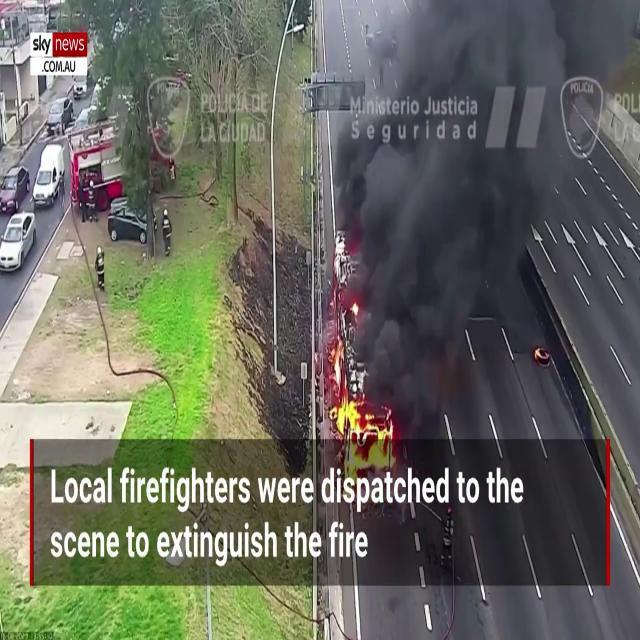 sky news
.COM.AU
POLICIA DE
LA CIUDAD
Ministerio Justicia
Seguridad
POLICIA
LA
Local firefighters were dispatched to the
scene to extinguish the fire